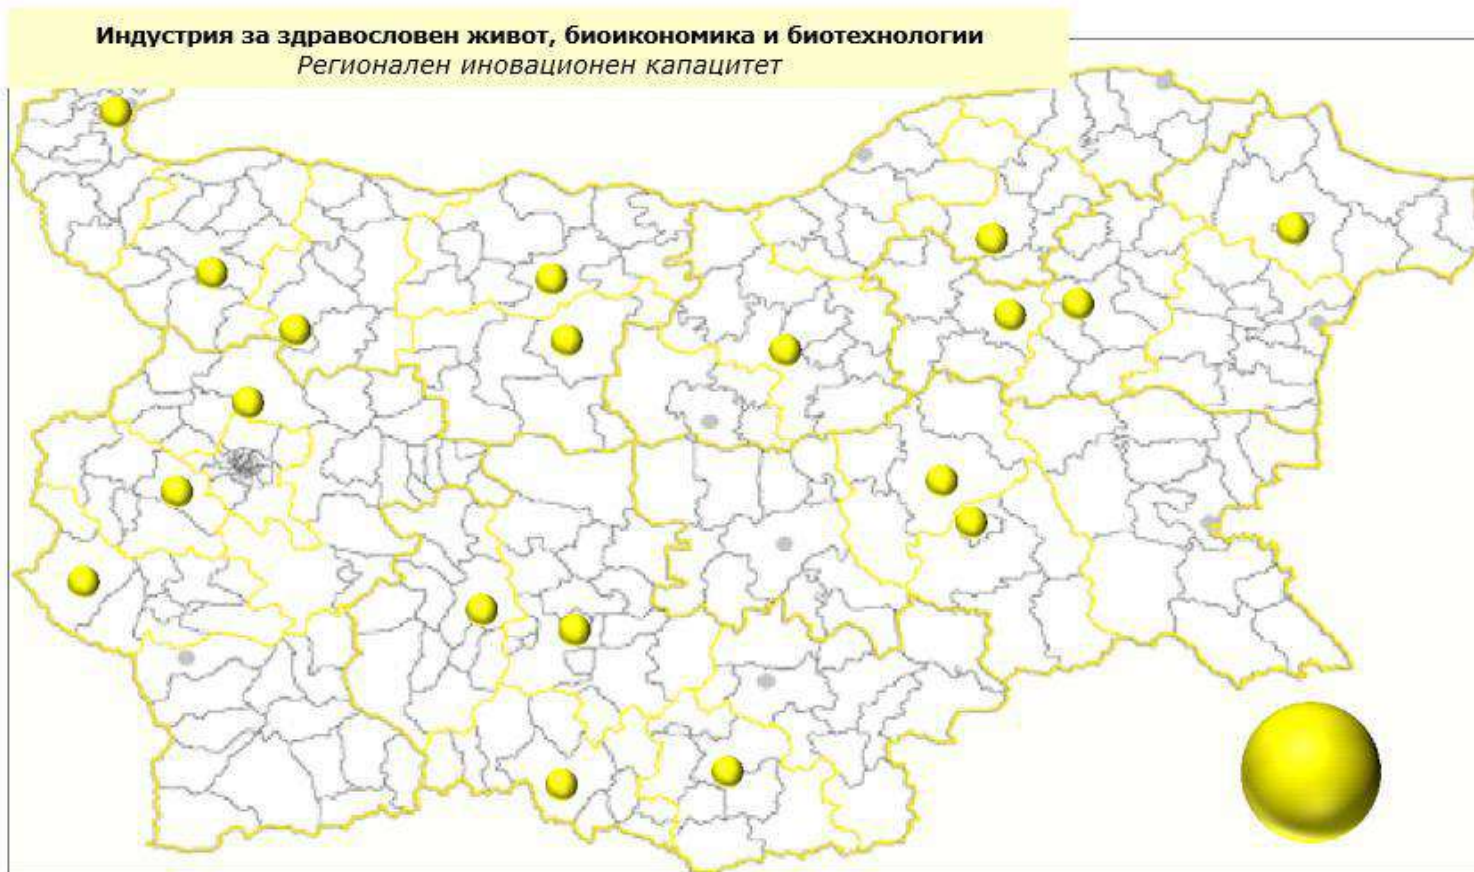 Индустрия за здравословен живот, биоикономика и биотехнологии
Регионален иновационен капацитет